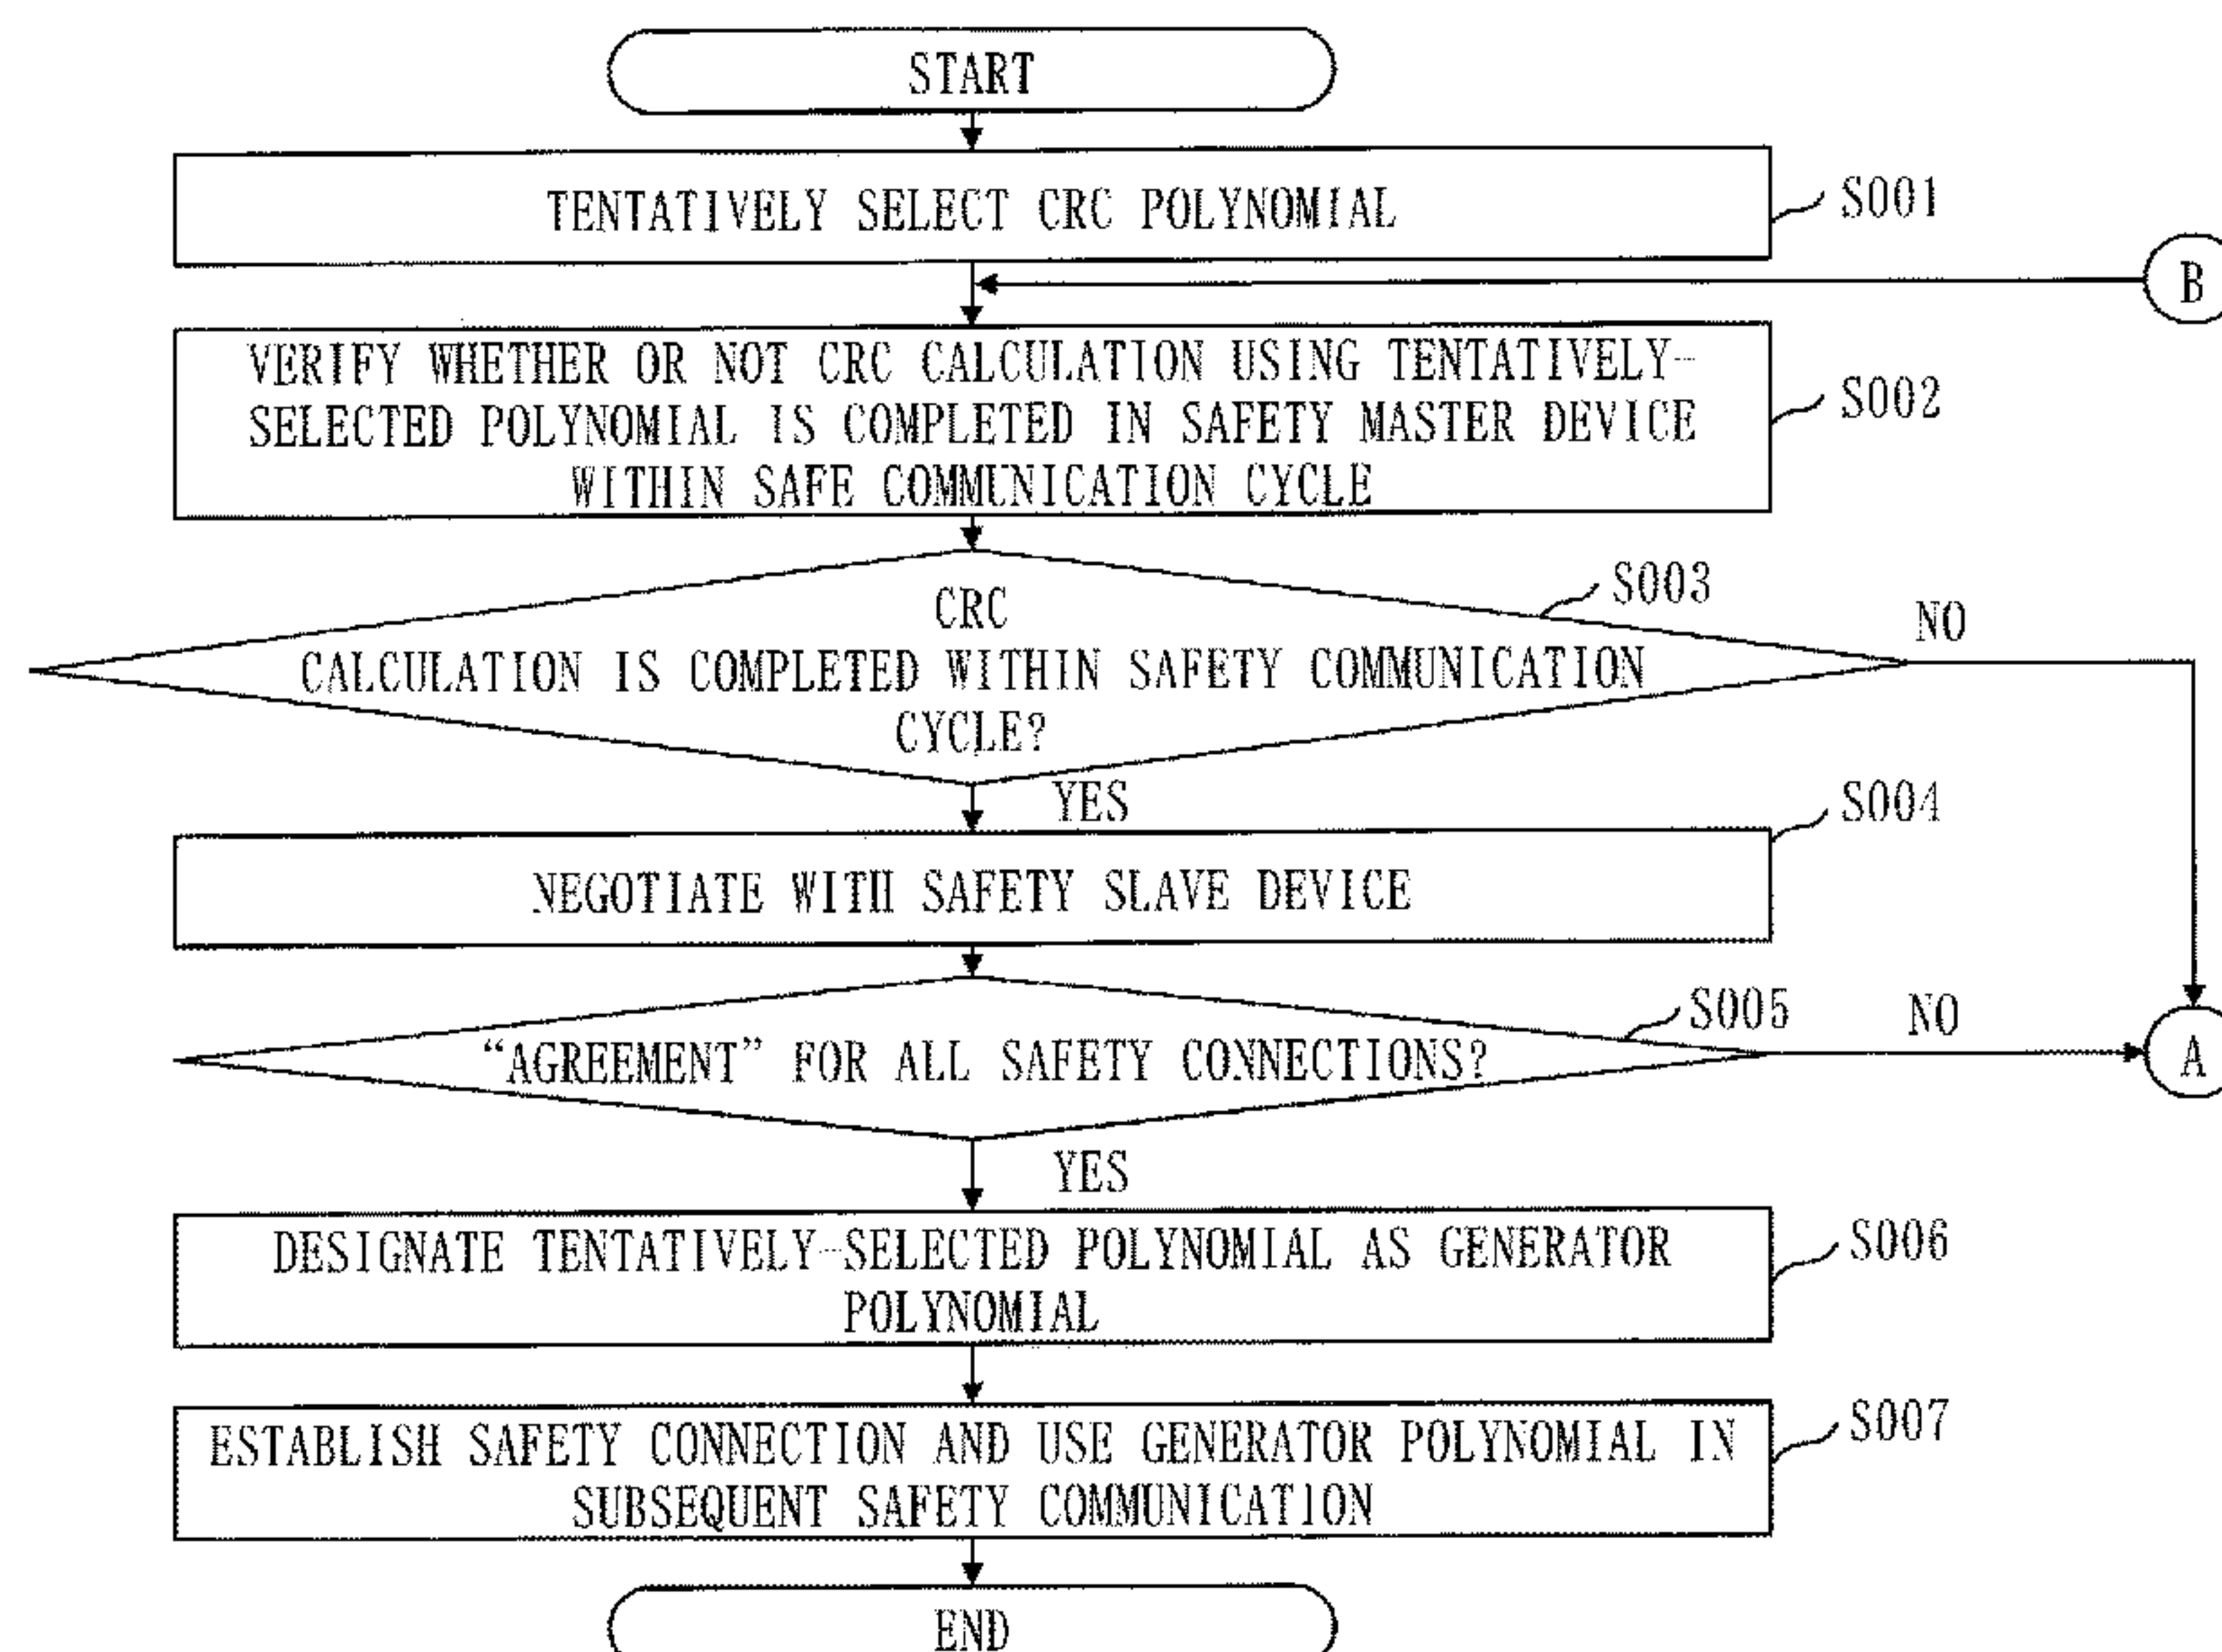 START
TENTATIVELY SELECT CRC POLYNOMIAL
S001
B
VERIFY WHETHER OR NOT CRC CALCULATION USING TENTATIVELY-
SELECTED POLYNOMIAL IS COMPLETED IN SAFETY MASTER DEVICE
WITHIN SAFE COMMUNICATION CYCLE
S002
CRC
CALCULATION IS COMPLETED WITHIN SAFETY COMMUNICATION
CYCLE?
S003
NO
YES
NEGOTIATE WITH SAFETY SLAVE DEVICE
S004
“AGREEMENT” FOR ALL SAFETY CONNECTIONS?
S005
NO
A
YES
DESIGNATE TENTATIVELY-SELECTED POLYNOMIAL AS GENERATOR
POLYNOMIAL
S006
ESTABLISH SAFETY CONNECTION AND USE GENERATOR POLYNOMIAL IN
SUBSEQUENT SAFETY COMMUNICATION
S007
END